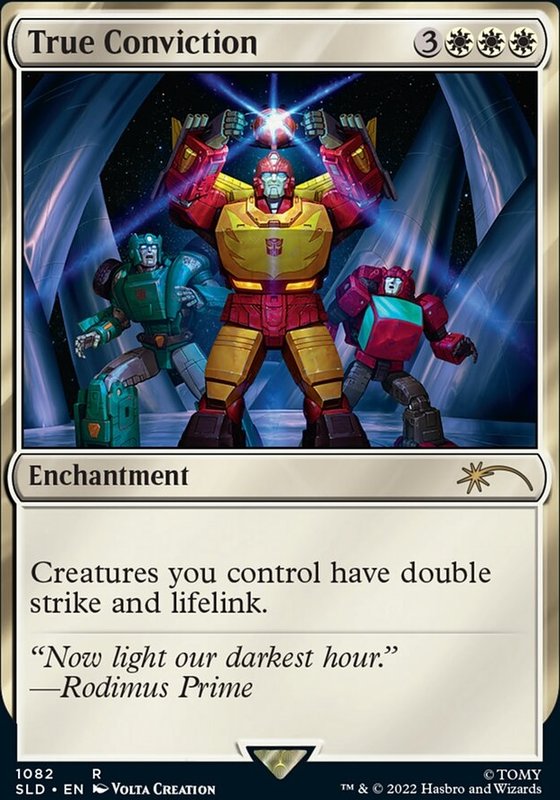 True Conviction 3
Enchantment
Creatures you control have double
strike and lifelink.
“Now light our darkest hour.”
—Rodimus Prime
1082 R
SLD • EN Volta Creation
© TOMY
™ & © 2022 Hasbro and Wizards